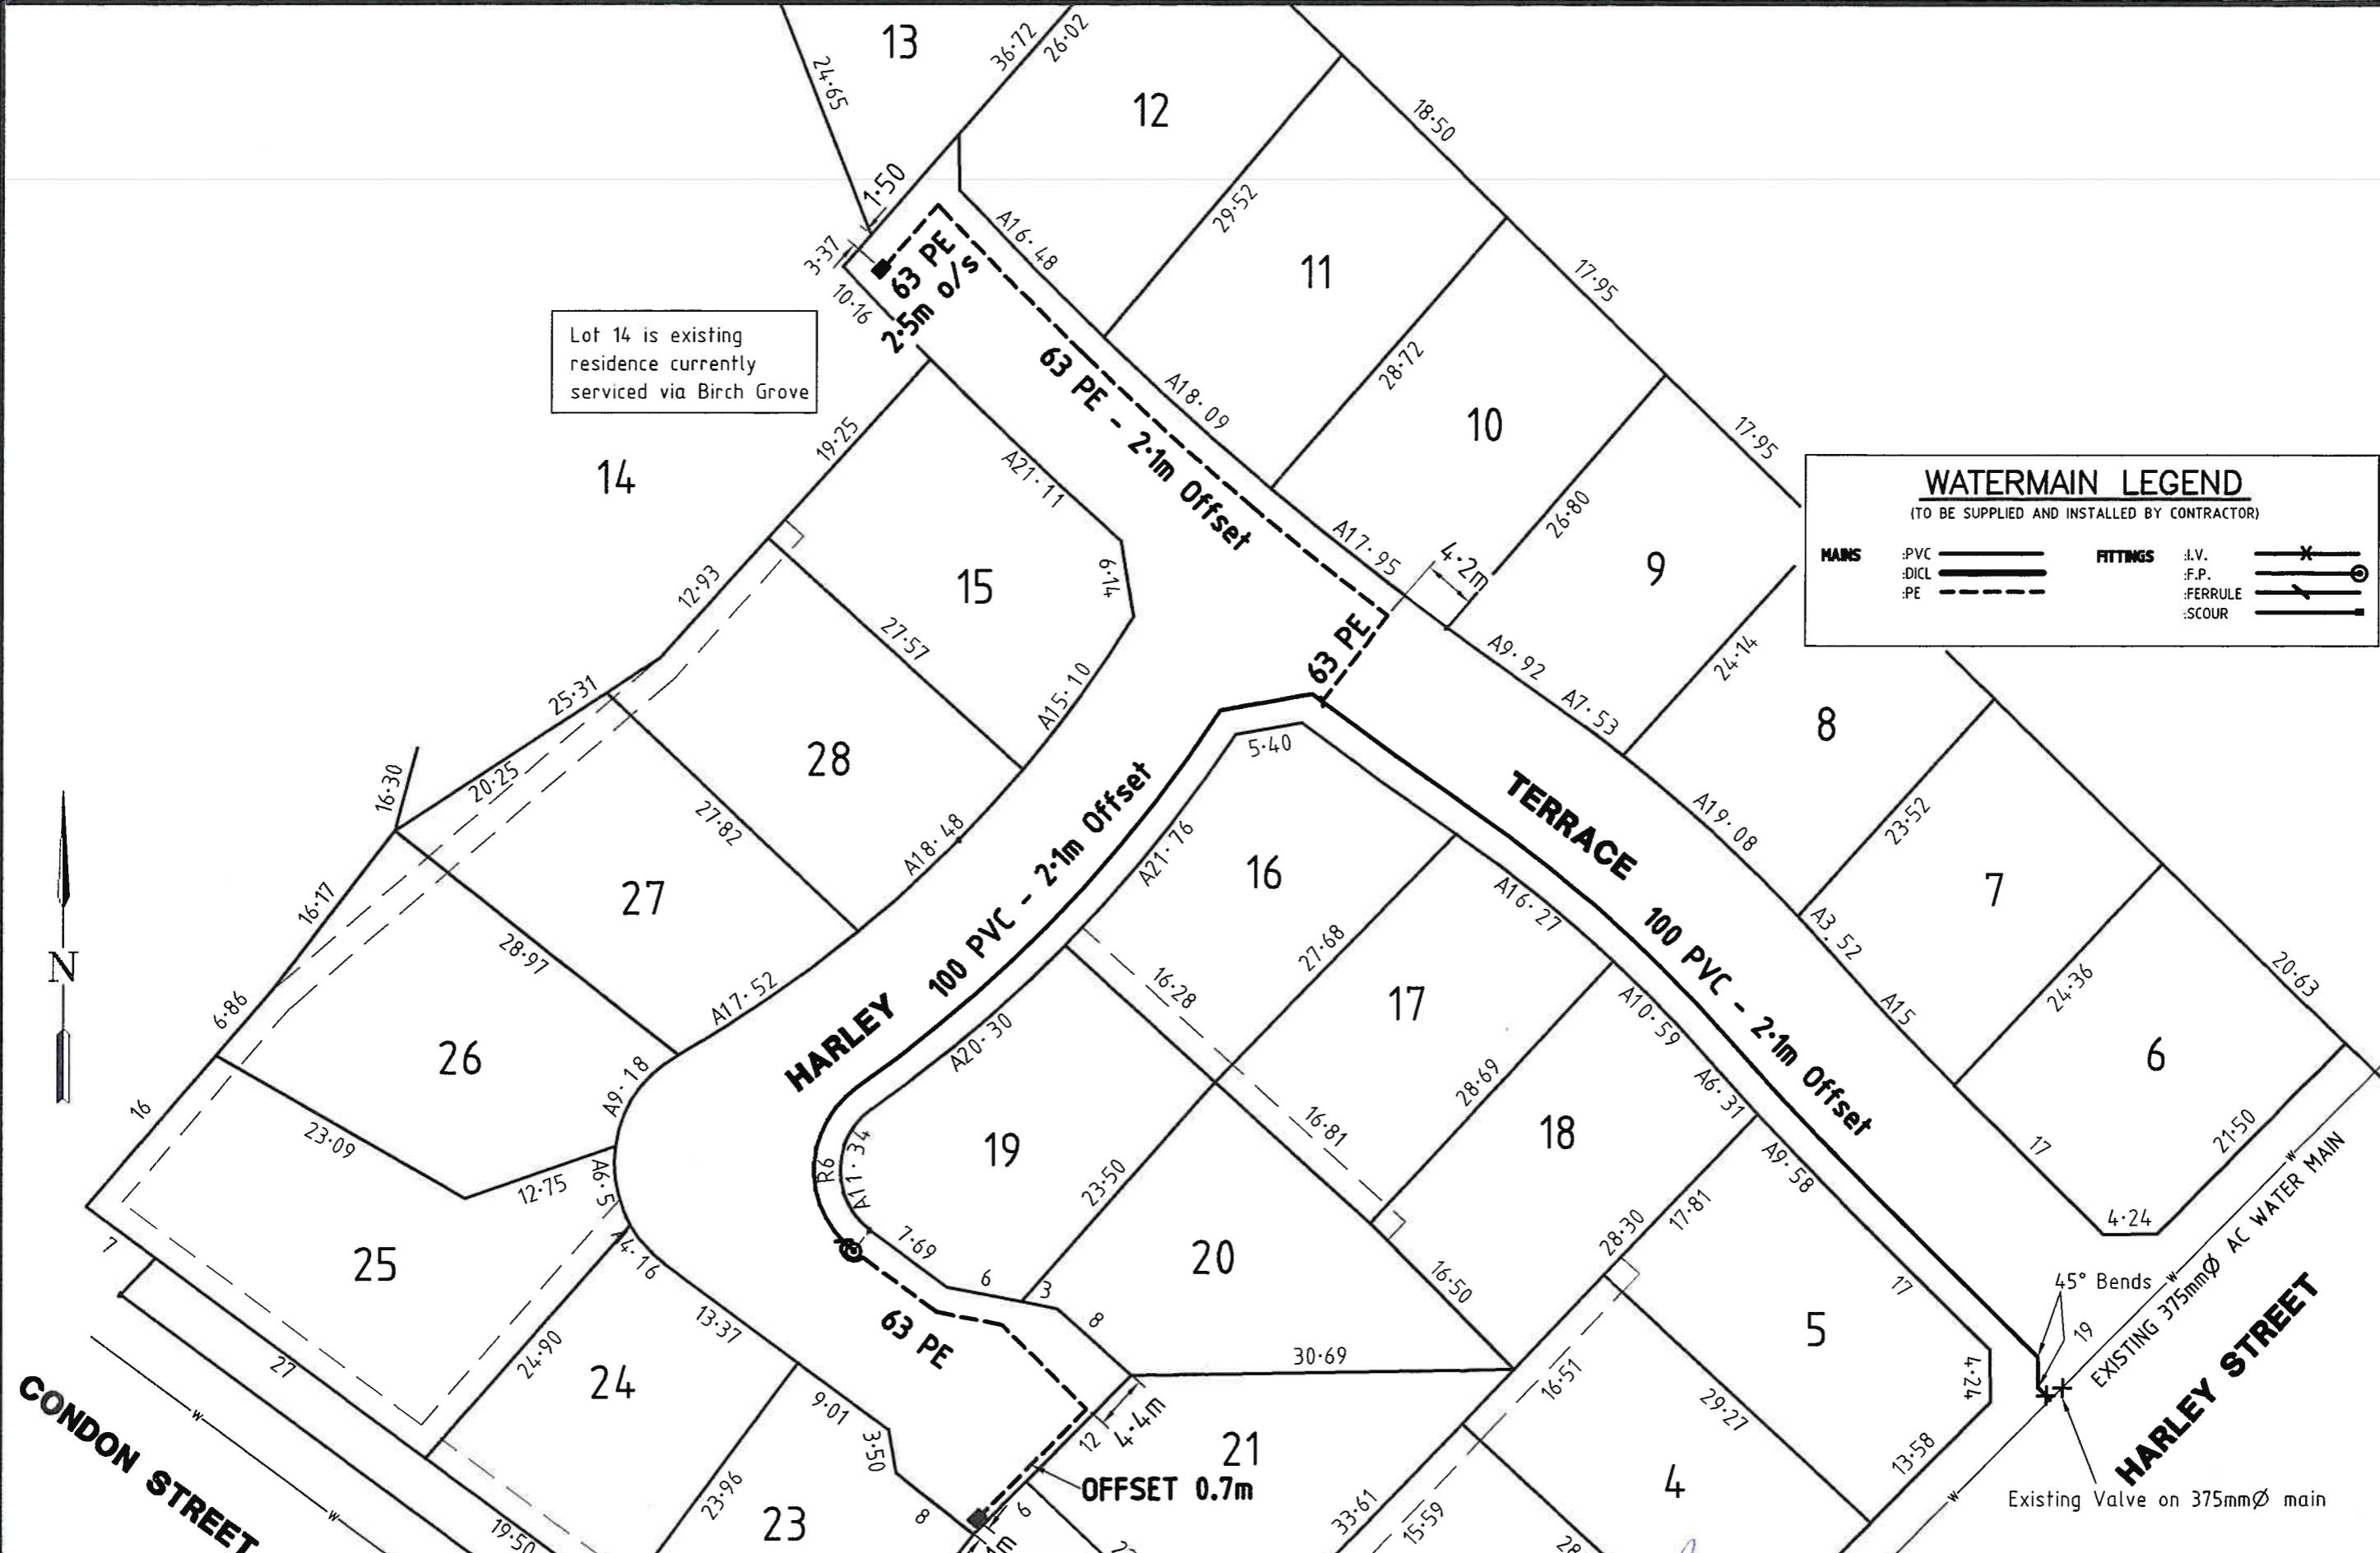 13
36·72
26·02
24·65
12
18·50
1·50
A16·48
29·52
3·37
63 PE
2·5m o/s
10·16
11
17·95
Lot 14 is existing
residence currently
serviced via Birch Grove
63 PE - 2·1m Offset
A18·09
28·72
10
17·95
14
19·25
A21·11
WATERMAIN LEGEND
(TO BE SUPPLIED AND INSTALLED BY CONTRACTOR)
MAINS
:PVC
:DICL
:PE
FITTINGS
:I.V.
:F.P.
:FERRULE
:SCOUR
26·80
A17·95
4·2m
9
12·93
15
6·14
27·57
63 PE
A9·92
A7·53
24·14
25·31
A15·10
28
5·40
8
16·30
20·25
27·82
A18·48
100 PVC - 2·1m Offset
A21·76
16
TERRACE
A19·08
23·52
7
16·17
27
28·97
A16·27
27·68
100 PVC - 2·1m Offset
A3·52
20·63
N
6·86
A17·52
HARLEY
A20·30
16·28
17
A10·59
A15
24·36
26
A9·18
28·69
A6·31
6
16
23·09
16·81
18
A9·58
17
21·50
12·75
A6·5
R6
A11·34
19
23·50
17·81
28·30
4·24
EXISTING 375mmØ AC WATER MAIN
w
7
25
A4·16
7·69
6
3
20
16·50
17
45° Bends
19
13·37
63 PE
8
5
HARLEY STREET
27
24·90
24
30·69
16·51
4·24
CONDON STREET
w
w
9·01
3·50
12
4·4m
21
29·27
13·58
OFFSET 0.7m
4
w
w
Existing Valve on 375mmØ main
23·96
23
8
6
33·61
15·59
19·50
28